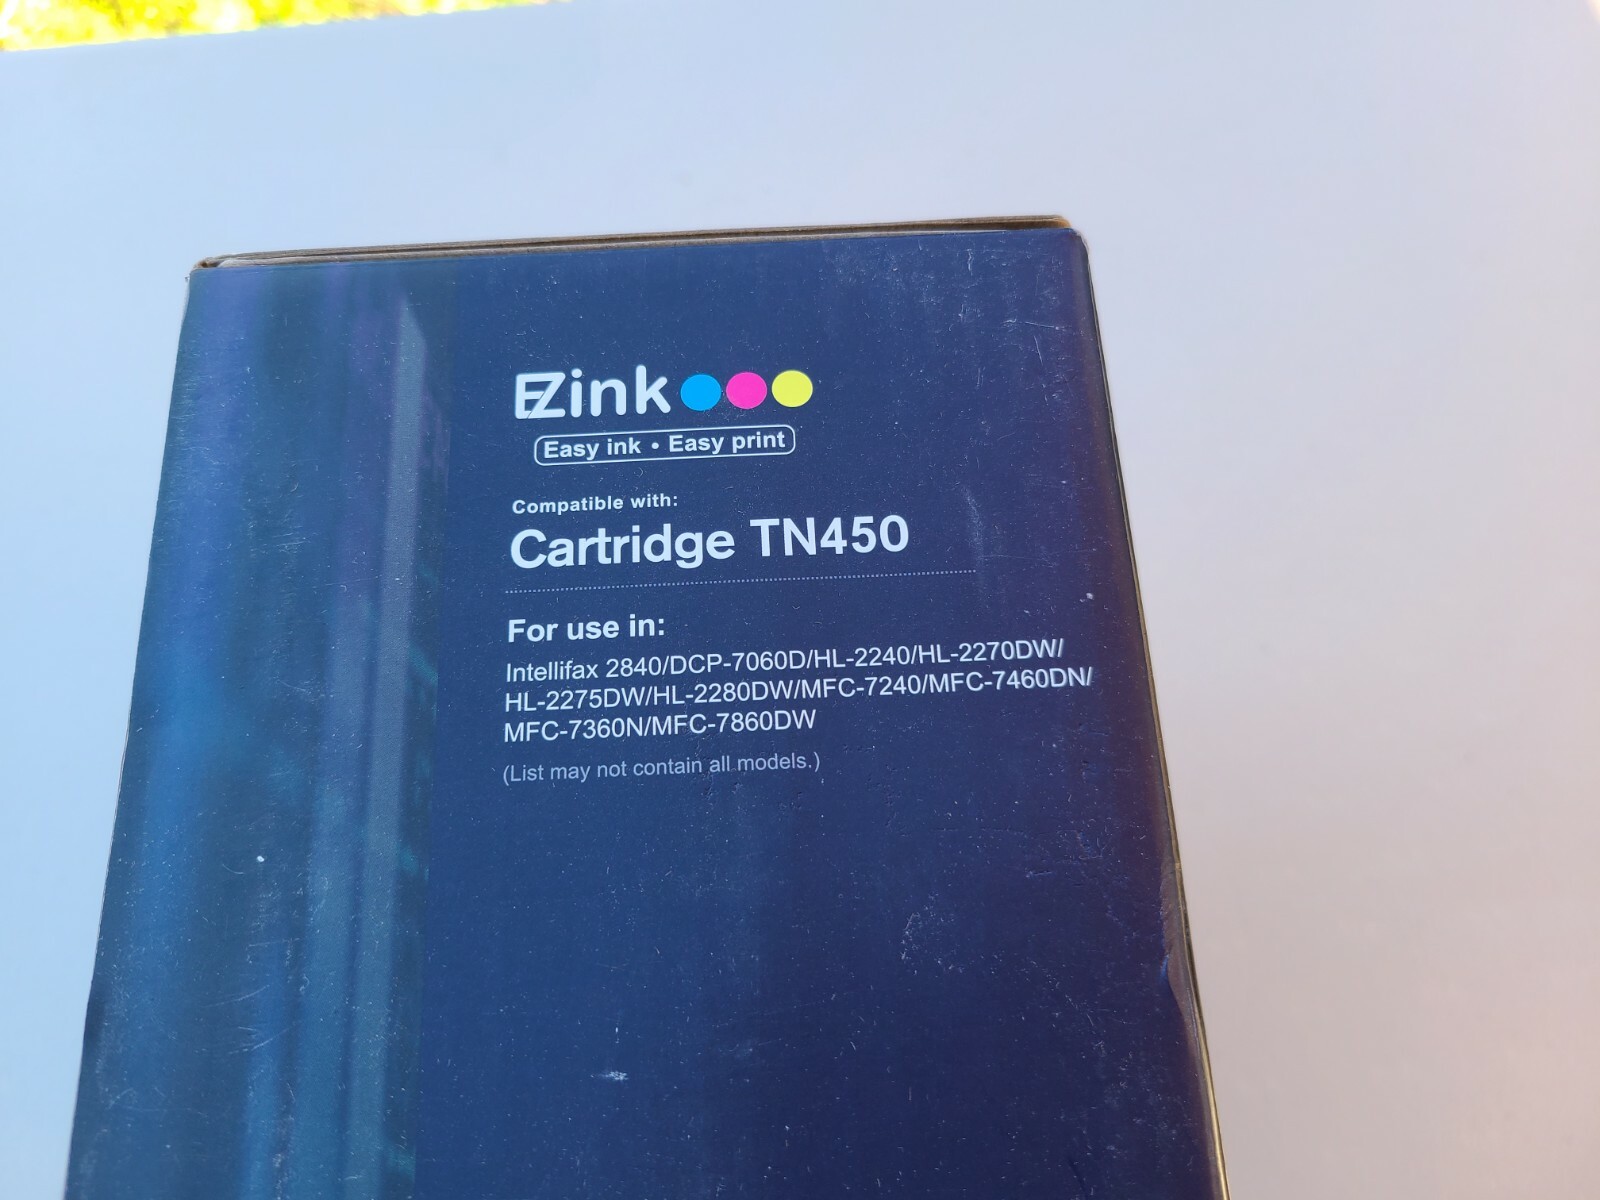 EZink
Easy ink • Easy print
Compatible with:
Cartridge TN450
For use in:
Intellifax 2840/DCP-7060D/HL-2240/HL-2270DW/
HL-2275DW/HL-2280DW/MFC-7240/MFC-7460DN/
MFC-7360N/MFC-7860DW
(List may not contain all models.)